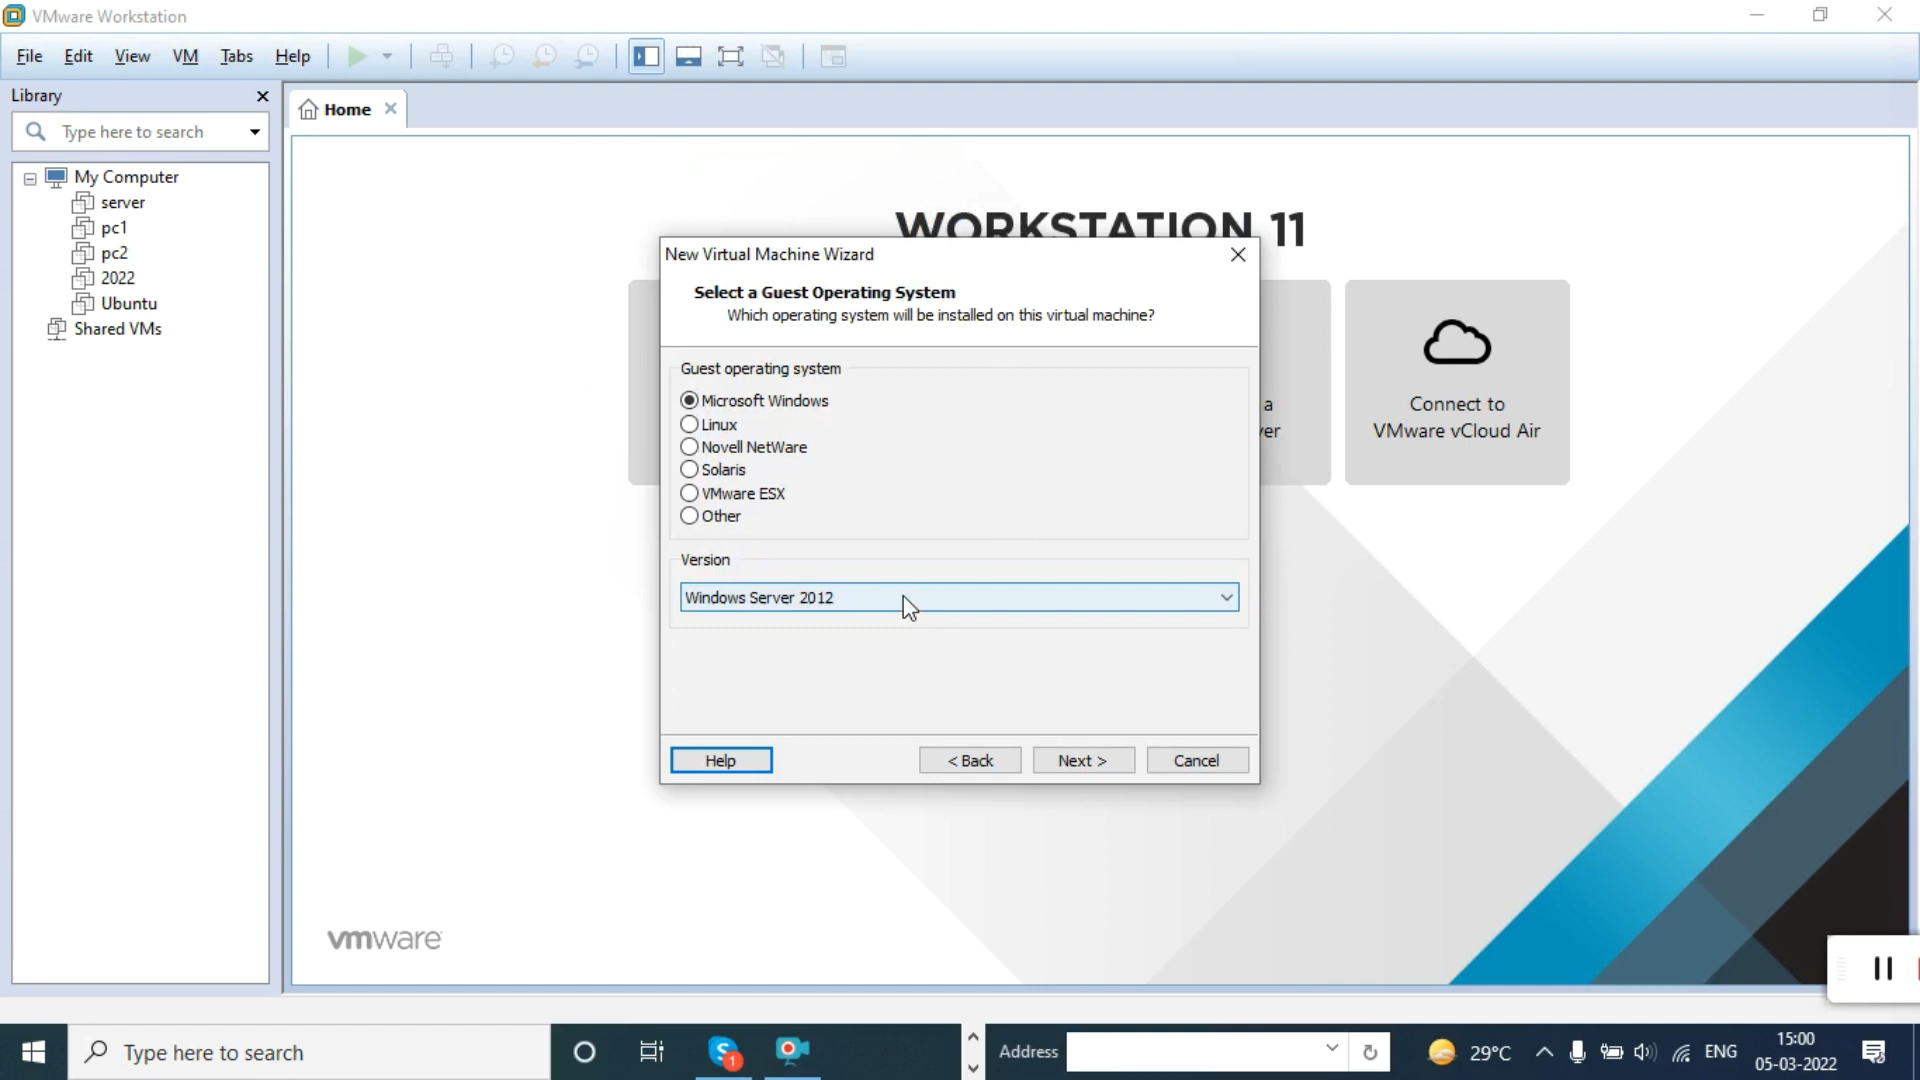 VMware Workstation
File Edit View VM Tabs Help
Library
Type here to search
My Computer
server
pc1
pc2
2022
Ubuntu
Shared VMs
Home
WORKSTATION 11
New Virtual Machine Wizard
Select a Guest Operating System
Which operating system will be installed on this virtual machine?
Guest operating system
Microsoft Windows
Linux
Novell NetWare
Solaris
VMware ESX
Other
Version
Windows Server 2012
Help < Back Next > Cancel
a
Connect to
VMware vCloud Air
vmware
Type here to search
1
Address
29°C
ENG
15:00
05-03-2022